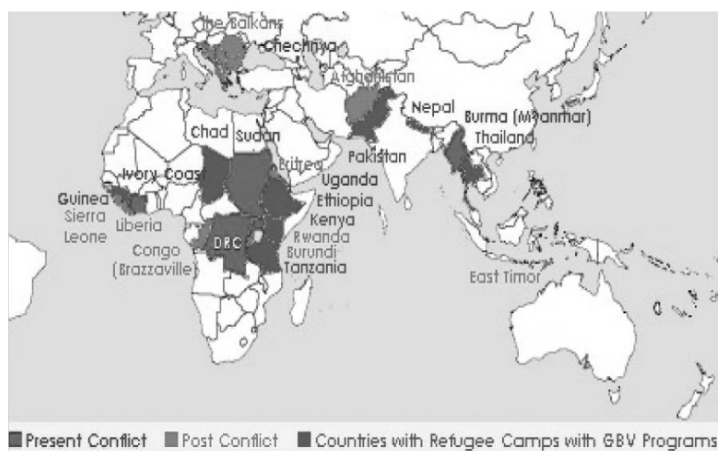 The Balkans
Chechnya
Afghanistan
Nepal
Burma (Myanmar)
Thailand
Chad
Sudan
Pakistan
Eritrea
Ivory Coast
Uganda
Guinea
Ethiopia
Sierra
Leone
Liberia
Kenya
Rwanda
DRC
Congo
(Brazzaville)
Burundi
Tanzania
East Timor
Present Conflict
Post Conflict
Countries with Refugee Camps with GBV Programs